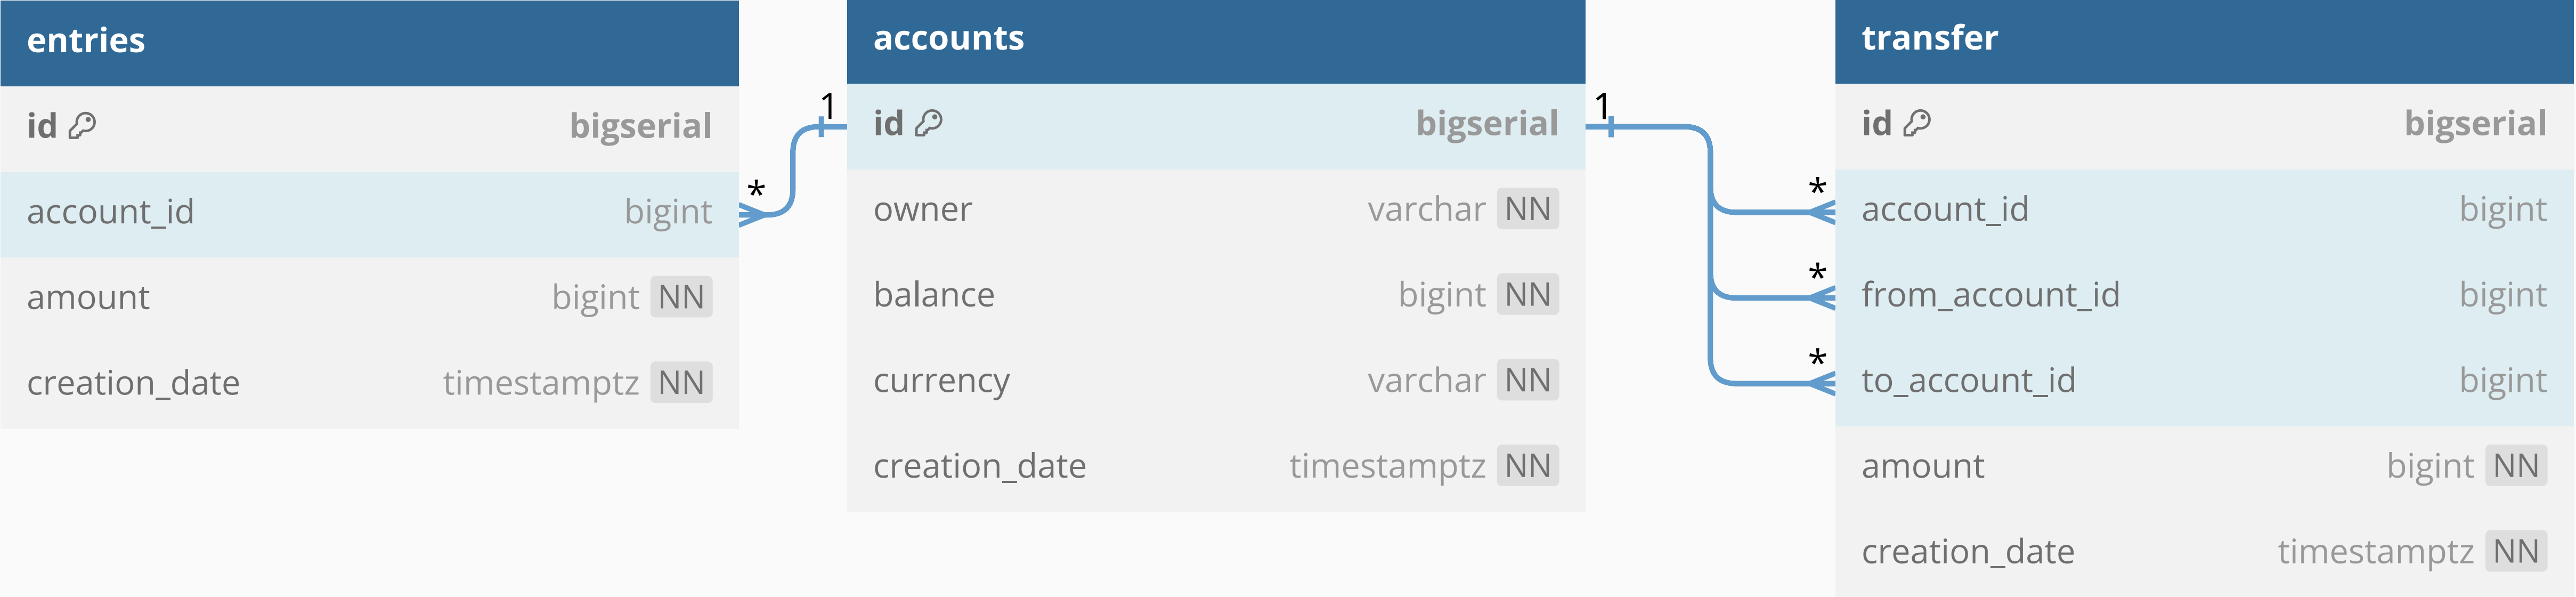 entries
id bigserial
account_id bigint
amount bigint NN
creation_date timestamptz NN
1
*
accounts
id bigserial
owner varchar NN
balance bigint NN
currency varchar NN
creation_date timestamptz NN
1
*
*
*
transfer
id bigserial
account_id bigint
from_account_id bigint
to_account_id bigint
amount bigint NN
creation_date timestamptz NN